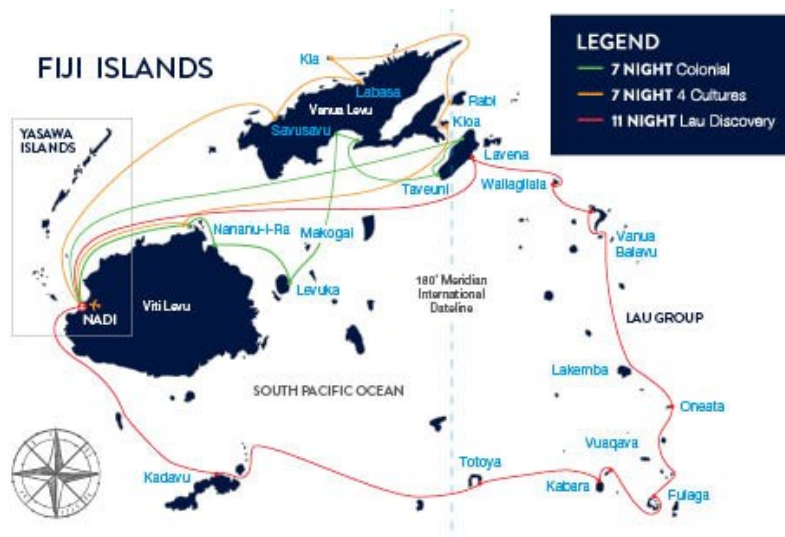 FIJI ISLANDS
LEGEND
7 NIGHT Colonial
7 NIGHT 4 Cultures
11 NIGHT Lau Discovery
YASAWA
ISLANDS
Kia
Labasa
Vanua Levu
Savusavu
Rabi
Kioa
Lavena
Taveuni
Wailagilala
Nananu-I-Ra
Makogai
Vanua
Balavu
Levuka
180° Meridian
International
Dateline
NADI
Viti Levu
LAU GROUP
Lakemba
SOUTH PACIFIC OCEAN
Oneata
Vuaqava
Totoya
Kadavu
Kabara
Fulaga